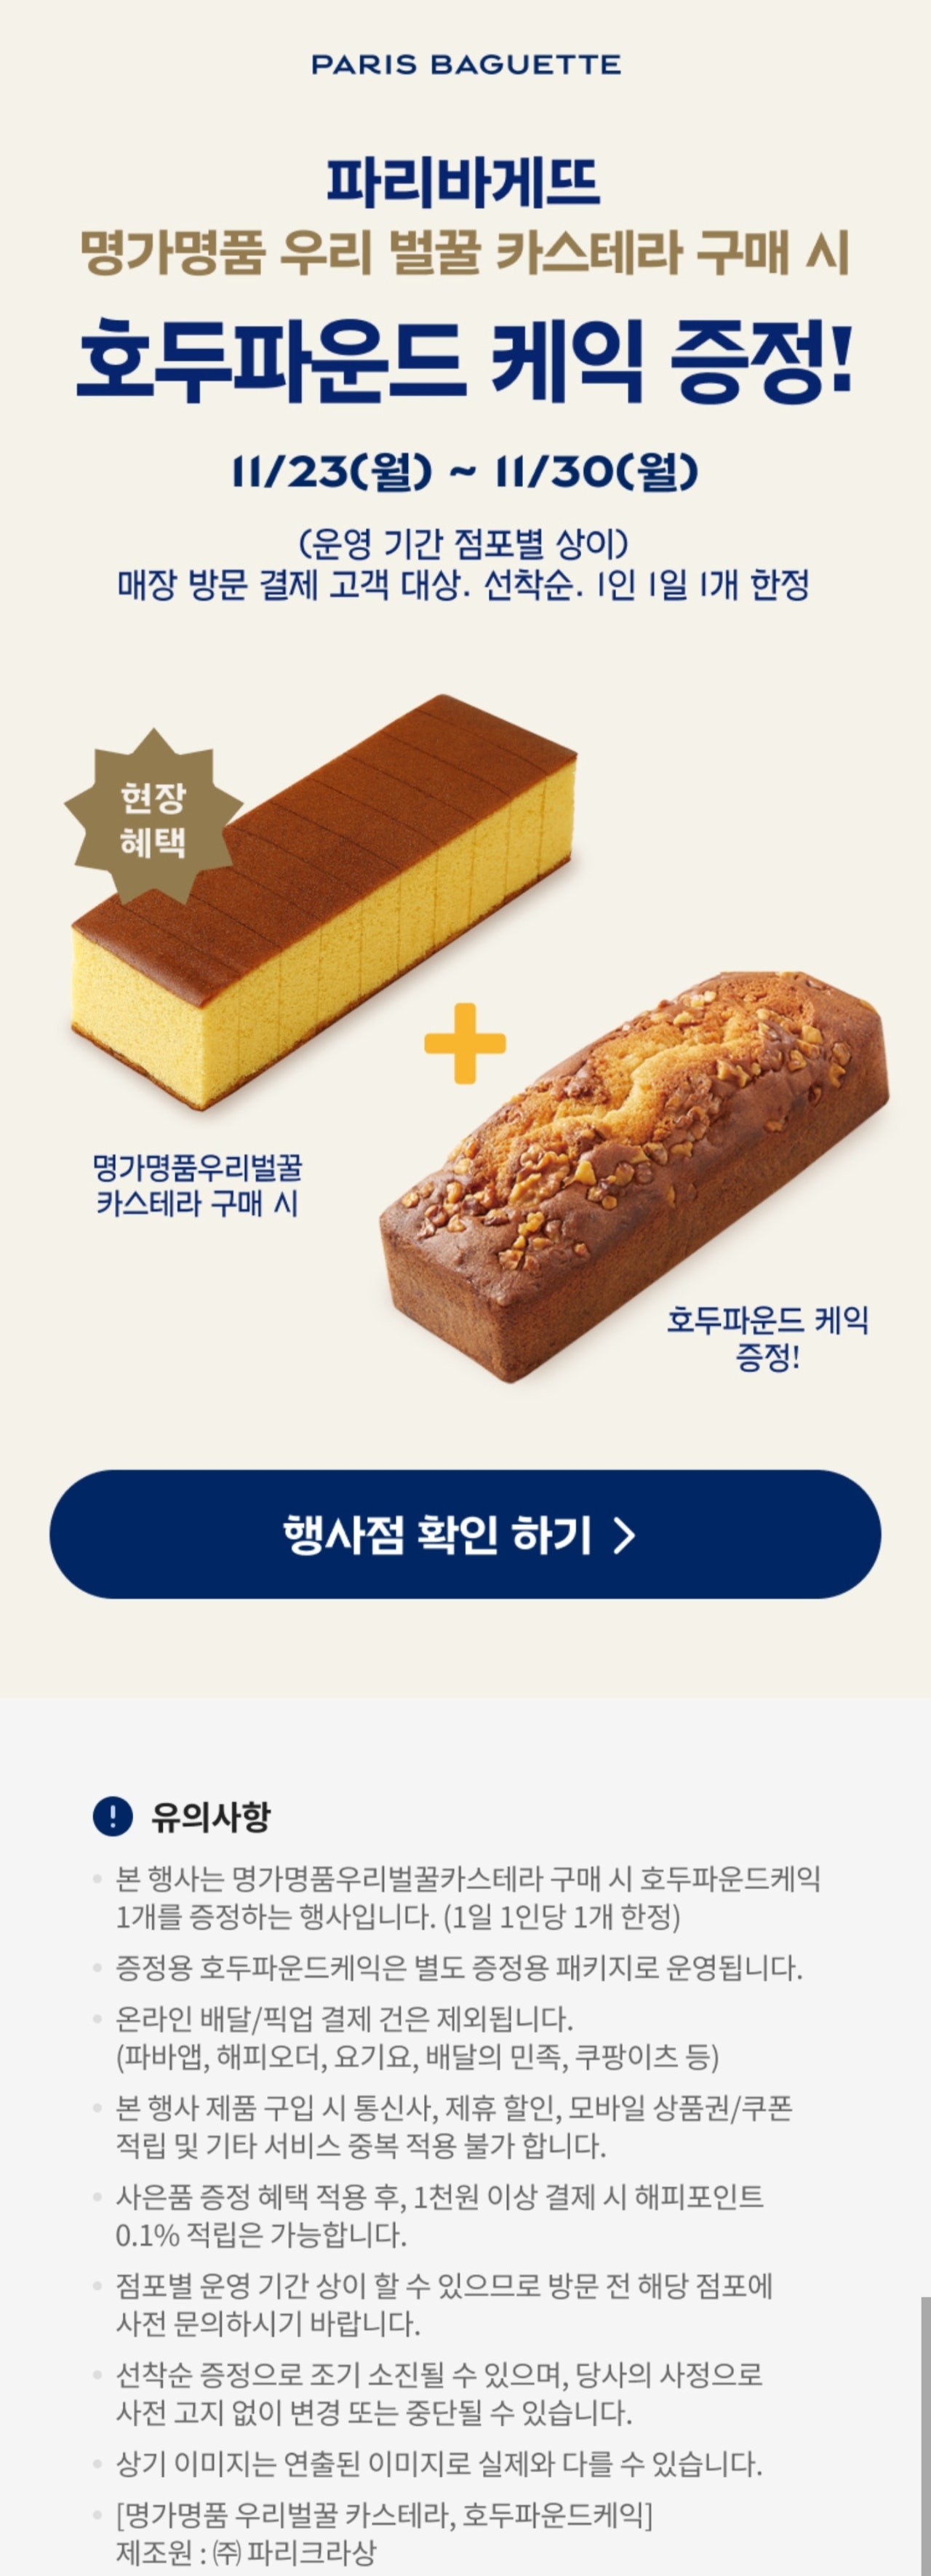 PARIS BAGUETTE
파리바게뜨
명가명품 우리 벌꿀 카스테라 구매 시
호두파운드 케익 증정!
11/23(월) ~ 11/30(월)
(운영 기간 점포별 상이)
매장 방문 결제 고객 대상. 선착순. 1인 1일 1개 한정
현장
혜택
명가명품우리벌꿀
카스테라 구매 시
호두파운드 케익
증정!
행사점 확인 하기 >
유의사항
본 행사는 명가명품우리벌꿀카스테라 구매 시 호두파운드케익
1개를 증정하는 행사입니다. (1일 1인당 1개 한정)
증정용 호두파운드케익은 별도 증정용 패키지로 운영됩니다.
온라인 배달/픽업 결제 건은 제외됩니다.
(파바앱, 해피오더, 요기요, 배달의 민족, 쿠팡이츠 등)
본 행사 제품 구입 시 통신사, 제휴 할인, 모바일 상품권/쿠폰
적립 및 기타 서비스 중복 적용 불가 합니다.
사은품 증정 혜택 적용 후, 1천원 이상 결제 시 해피포인트
0.1% 적립은 가능합니다.
점포별 운영 기간 상이 할 수 있으므로 방문 전 해당 점포에
사전 문의하시기 바랍니다.
선착순 증정으로 조기 소진될 수 있으며, 당사의 사정으로
사전 고지 없이 변경 또는 중단될 수 있습니다.
상기 이미지는 연출된 이미지로 실제와 다를 수 있습니다.
[명가명품 우리벌꿀 카스테라, 호두파운드케익]
제조원 : ㈜ 파리크라상